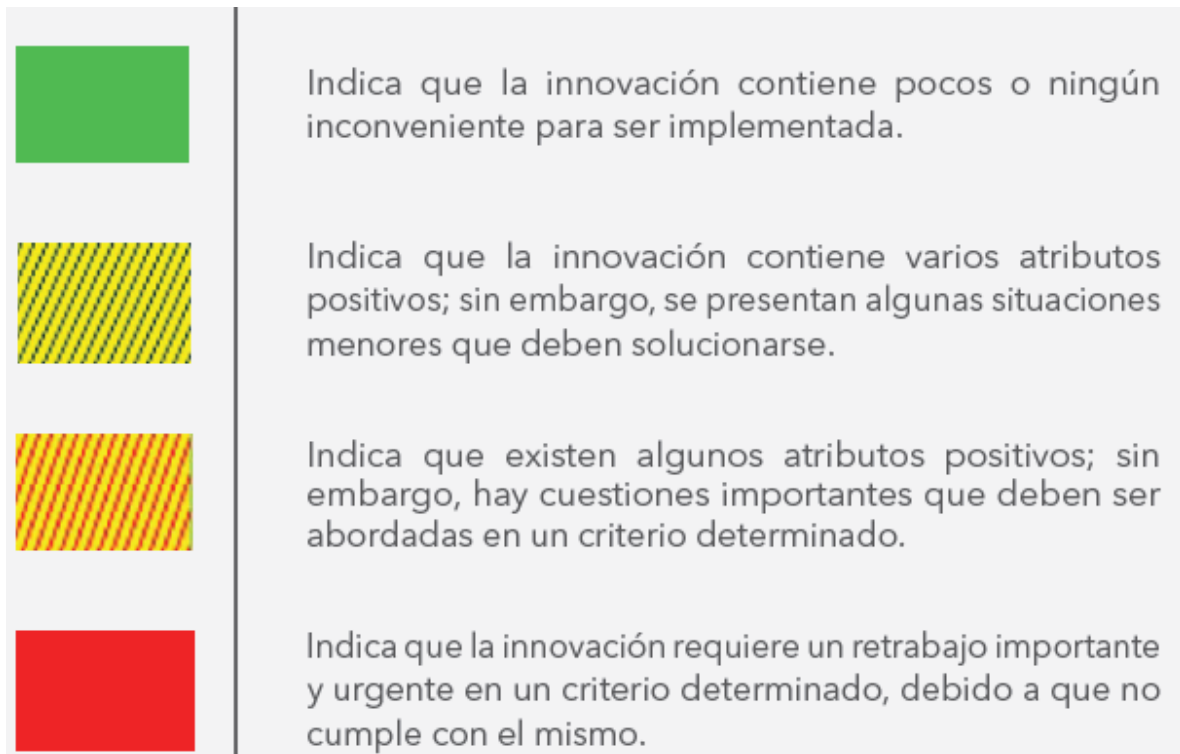 Indica que la innovación contiene pocos o ningún
inconveniente para ser implementada.
Indica que la innovación contiene varios atributos
positivos; sin embargo, se presentan algunas situaciones
menores que deben solucionarse.
Indica que existen algunos atributos positivos; sin
embargo, hay cuestiones importantes que deben ser
abordadas en un criterio determinado.
Indica que la innovación requiere un retrabajo importante
y urgente en un criterio determinado, debido a que no
cumple con el mismo.